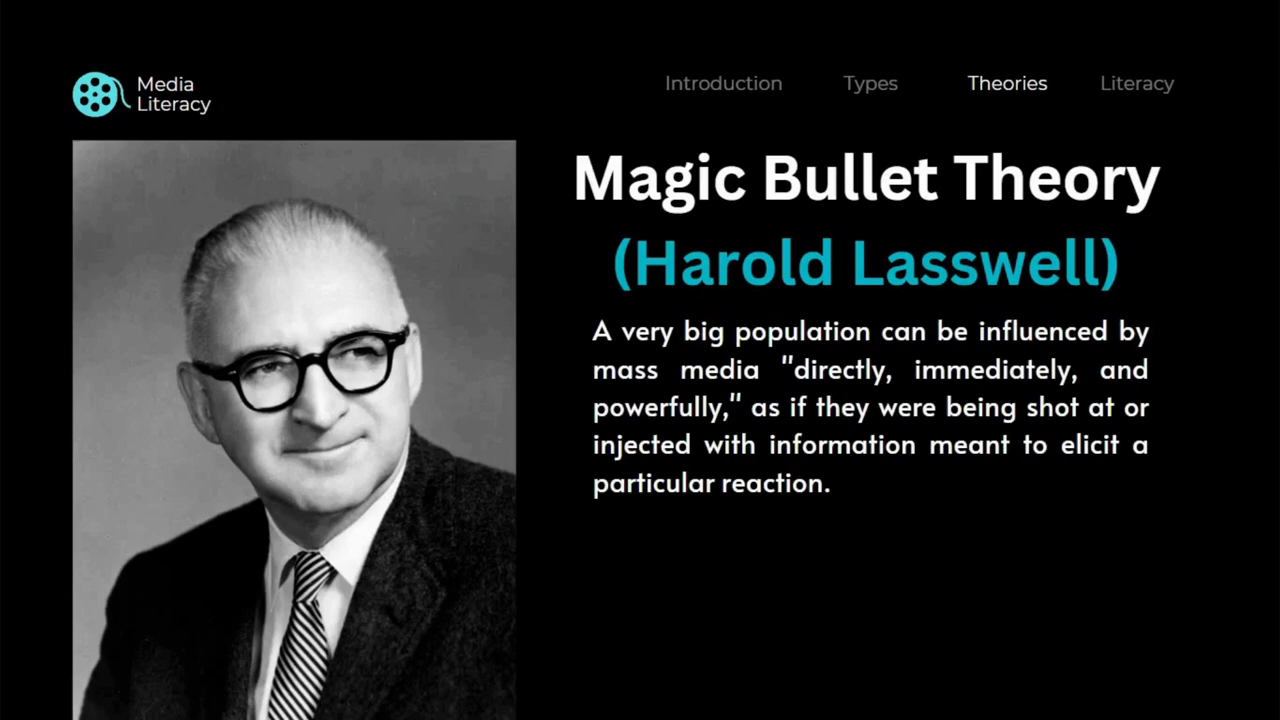 Media
Literacy
Introduction
Types
Theories
Literacy
Magic Bullet Theory
(Harold Lasswell)
A very big population can be influenced by
mass media "directly, immediately, and
powerfully," as if they were being shot at or
injected with information meant to elicit a
particular reaction.